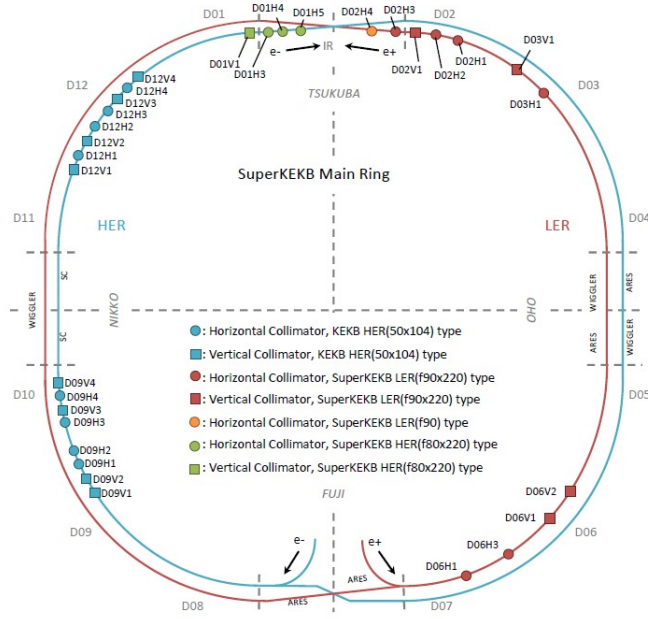 D01
D01H4
D01H5
D02H4
D02H3
D02
D01V1
D01H3
e-
IR
e+
D02V1
D02H2
D02H1
D03V1
D03H1
D03
TSUKUBA
D12
D12V4
D12H4
D12V3
D12H3
D12H2
D12V2
D12H1
D12V1
SuperKEKB Main Ring
D11
HER
LER
D04
WIGGLER
SC
SC
NIKKO
OHO
WIGGLER
ARES
ARES
WIGGLER
: Horizontal Collimator, KEKB HER(50x104) type
: Vertical Collimator, KEKB HER(50x104) type
: Horizontal Collimator, SuperKEKB LER(f90x220) type
: Vertical Collimator, SuperKEKB LER(f90x220) type
: Horizontal Collimator, SuperKEKB LER(f90) type
: Horizontal Collimator, SuperKEKB HER(f80x220) type
: Vertical Collimator, SuperKEKB HER(f80x220) type
D10
D09V4
D09H4
D09V3
D09H3
D09H2
D09H1
D09V2
D09V1
D05
FUJI
D06V2
D06V1
D06
D06H3
D06H1
D09
e-
e+
ARES
ARES
D08
D07